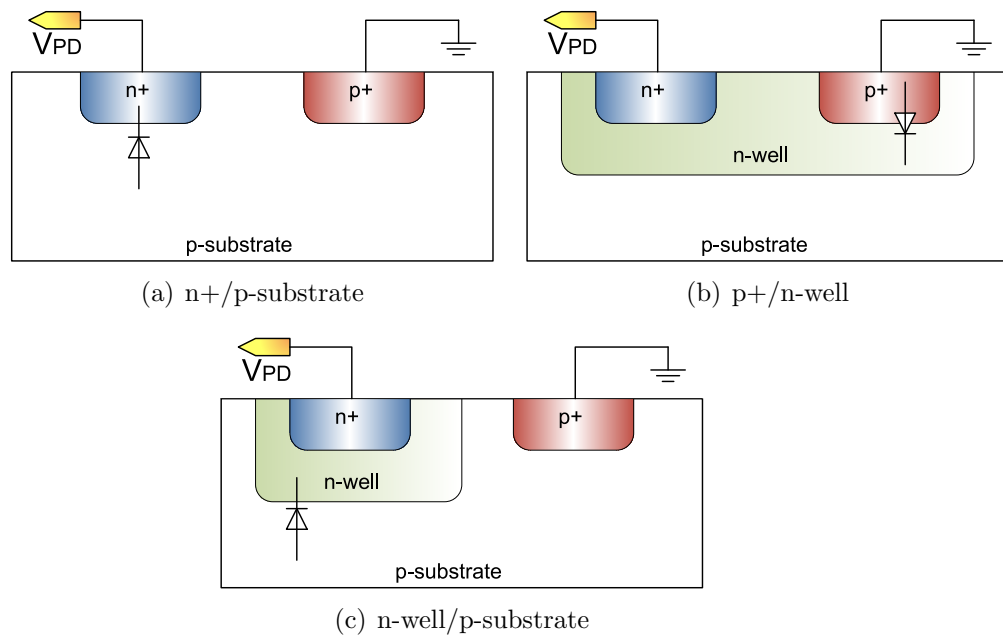 VPD VPD
n+ p+ n+ p+
n-well
p-substrate p-substrate
(a) n+/p-substrate (b) p+/n-well
VPD
n+ p+
n-well
p-substrate
(c) n-well/p-substrate